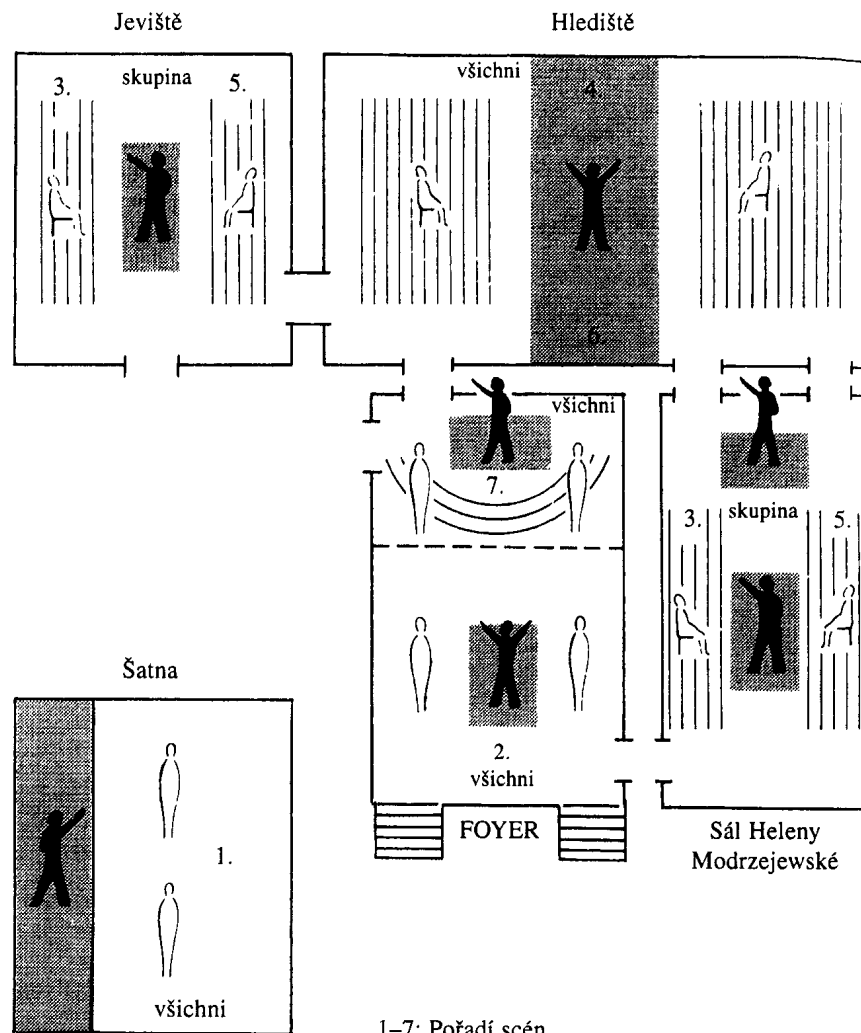 Jeviště
Hlediště
3.
skupina
5.
všichni
4.
6.
všichni
7.
skupina
3.
5.
Šatna
2.
všichni
FOYER
Sál Heleny
Modrzejewské
1.
všichni
1–7: Pořadí scén